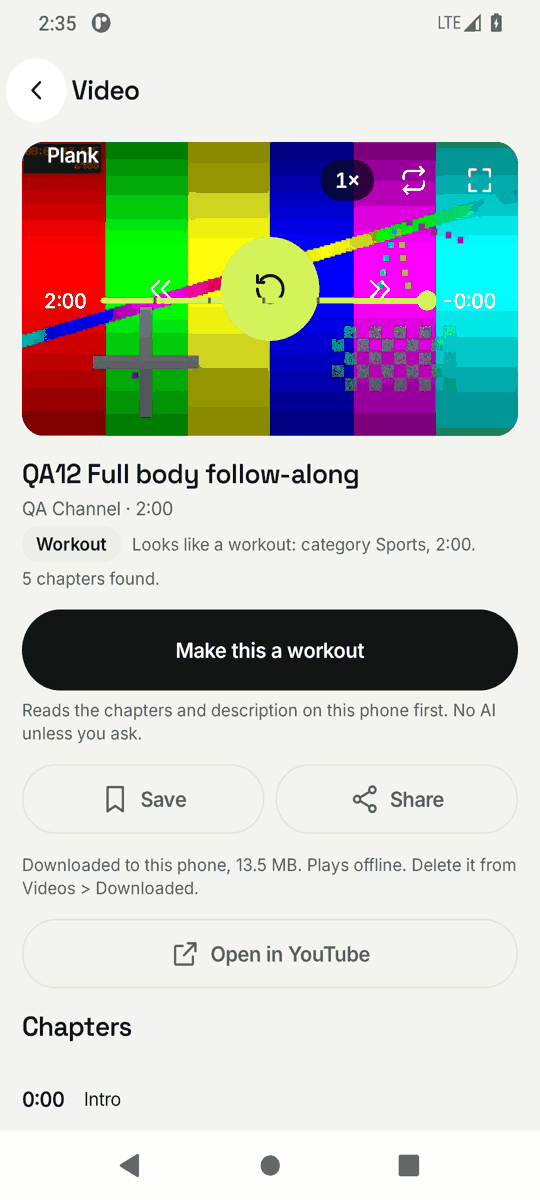 2:35
LTE
Video
Plank
1×
2:00
-0:00
QA12 Full body follow-along
QA Channel · 2:00
Workout
Looks like a workout: category Sports, 2:00.
5 chapters found.
Make this a workout
Reads the chapters and description on this phone first. No AI
unless you ask.
Save
Share
Downloaded to this phone, 13.5 MB. Plays offline. Delete it from
Videos > Downloaded.
Open in YouTube
Chapters
0:00 Intro